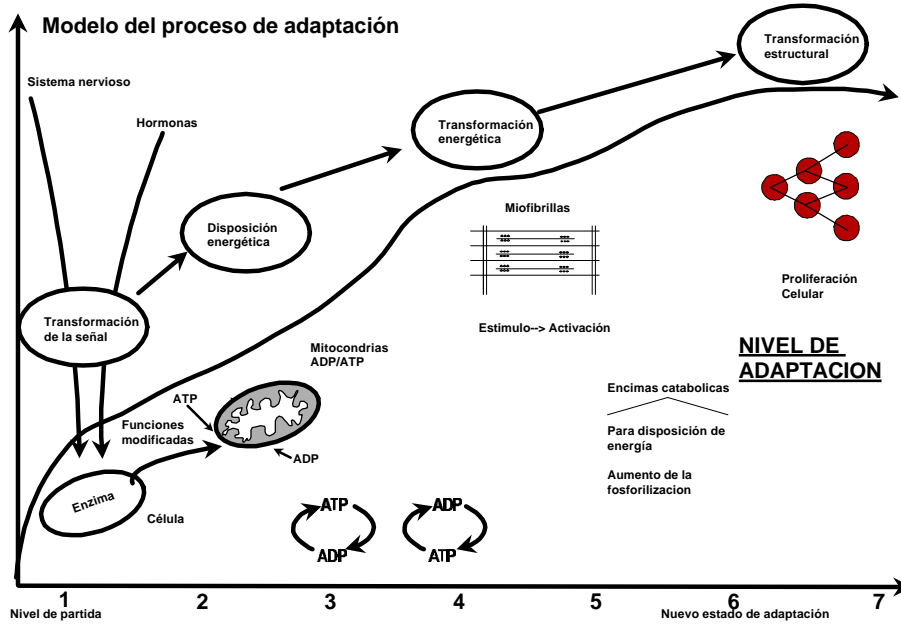 Modelo del proceso de adaptación
Transformación
estructural
Sistema nervioso
Hormonas
Transformación
energética
Disposición
energética
Miofibrillas
Transformación
de la señal
Proliferación
Celular
Estimulo--> Activación
Mitocondrias
ADP/ATP
NIVEL DE
ADAPTACION
Encimas catabolicas
ATP
Funciones
modificadas
Para disposición de
energía
ADP
Aumento de la
fosforilizacion
Enzima
Célula
ATP
ADP
ADP
ATP
1 2 3 4 5 6 7
Nivel de partida
Nuevo estado de adaptación